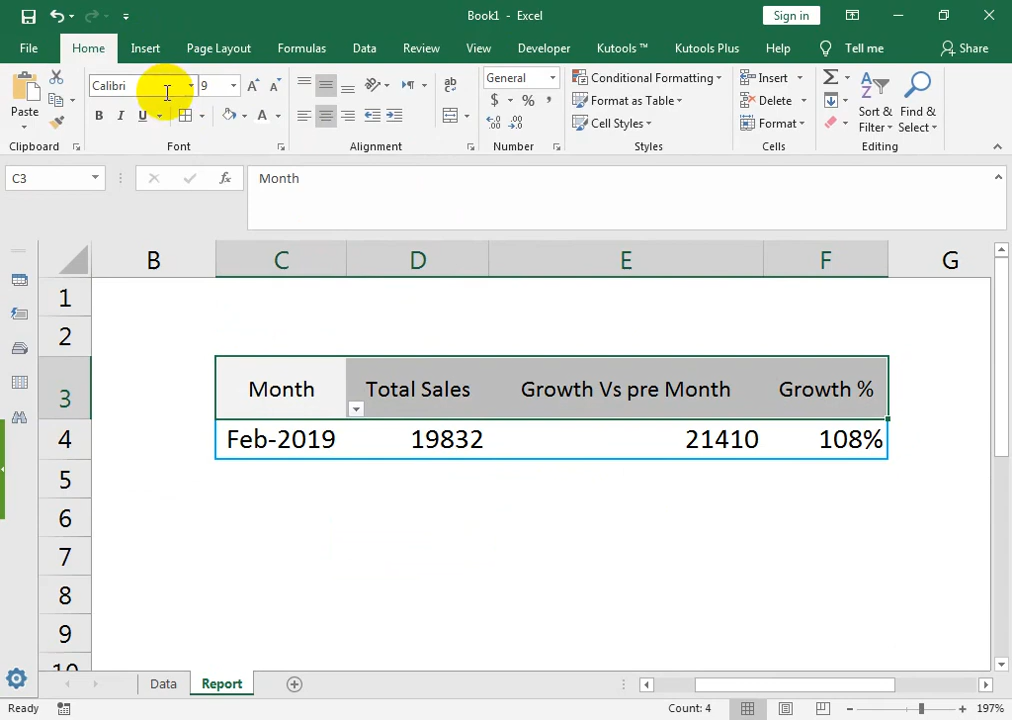 Book1 - Excel
Sign in
File Home Insert Page Layout Formulas Data Review View Developer Kutools ™ Kutools Plus Help Tell me Share
Paste
Calibri 9
B I U A
General
$ % ,
Conditional Formatting
Format as Table
Cell Styles
Insert
Delete
Format
Sort & Filter
Find & Select
Clipboard Font Alignment Number Styles Cells Editing
C3 fx Month
B C D E F G
1
2
3 Month Total Sales Growth Vs pre Month Growth %
4 Feb-2019 19832 21410 108%
5
6
7
8
9
10
Data Report
Ready Count: 4 197%